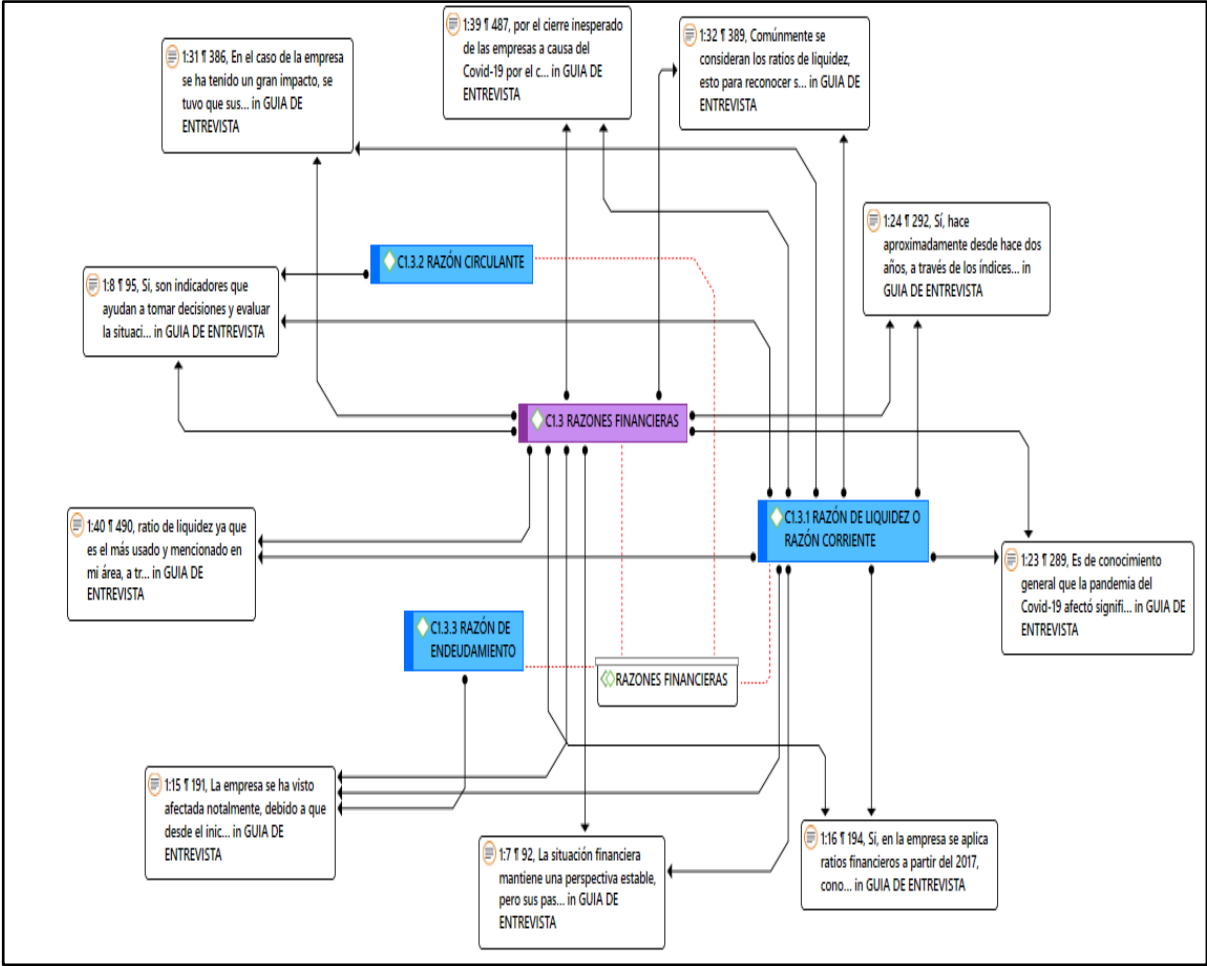 1:39 ¶ 487, por el cierre inesperado
de las empresas a causa del
Covid-19 por el c... in GUIA DE
ENTREVISTA
1:32 ¶ 389, Comúnmente se
consideran los ratios de liquidez,
esto para reconocer s... in GUIA DE
ENTREVISTA
1:31 ¶ 386, En el caso de la empresa
se ha tenido un gran impacto, se
tuvo que sus... in GUIA DE
ENTREVISTA
1:24 ¶ 292, Sí, hace
aproximadamente desde hace dos
años, a través de los índices... in
GUIA DE ENTREVISTA
C1.3.2 RAZÓN CIRCULANTE
1:8 ¶ 95, Si, son indicadores que
ayudan a tomar decisiones y evaluar
la situaci... in GUIA DE ENTREVISTA
C1.3 RAZONES FINANCIERAS
1:40 ¶ 490, ratio de liquidez ya que
es el más usado y mencionado en
mi área, a tr... in GUIA DE
ENTREVISTA
C1.3.1 RAZÓN DE LIQUIDEZ O
RAZÓN CORRIENTE
1:23 ¶ 289, Es de conocimiento
general que la pandemia del
Covid-19 afectó signifi... in GUIA DE
ENTREVISTA
C1.3.3 RAZÓN DE
ENDEUDAMIENTO
RAZONES FINANCIERAS
1:15 ¶ 191, La empresa se ha visto
afectada notalmente, debido a que
desde el inic... in GUIA DE
ENTREVISTA
1:7 ¶ 92, La situación financiera
mantiene una perspectiva estable,
pero sus pas... in GUIA DE
ENTREVISTA
1:16 ¶ 194, Sí, en la empresa se aplica
ratios financieros a partir del 2017,
cono... in GUIA DE ENTREVISTA